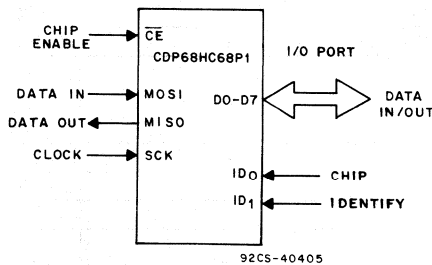 CHIP
ENABLE
CE
CDP68HC68P1
I/O PORT
DATA IN
MOSI
D0-D7
DATA
IN/OUT
DATA OUT
MISO
CLOCK
SCK
ID0
CHIP
ID1
IDENTIFY
92CS-40405